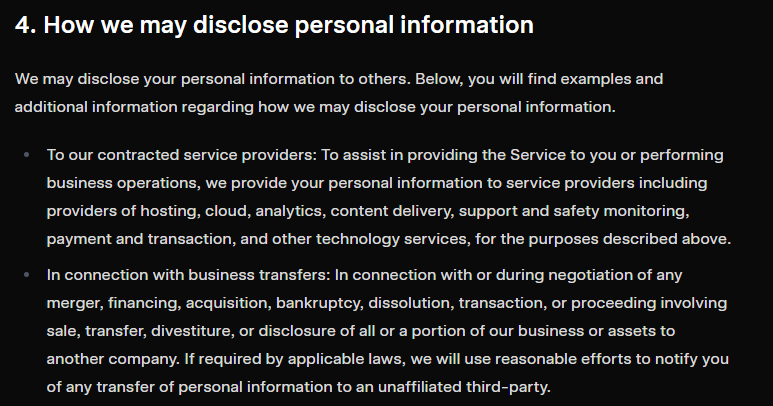 4. How we may disclose personal information
We may disclose your personal information to others. Below, you will find examples and
additional information regarding how we may disclose your personal information.
• To our contracted service providers: To assist in providing the Service to you or performing
business operations, we provide your personal information to service providers including
providers of hosting, cloud, analytics, content delivery, support and safety monitoring,
payment and transaction, and other technology services, for the purposes described above.
• In connection with business transfers: In connection with or during negotiation of any
merger, financing, acquisition, bankruptcy, dissolution, transaction, or proceeding involving
sale, transfer, divestiture, or disclosure of all or a portion of our business or assets to
another company. If required by applicable laws, we will use reasonable efforts to notify you
of any transfer of personal information to an unaffiliated third-party.